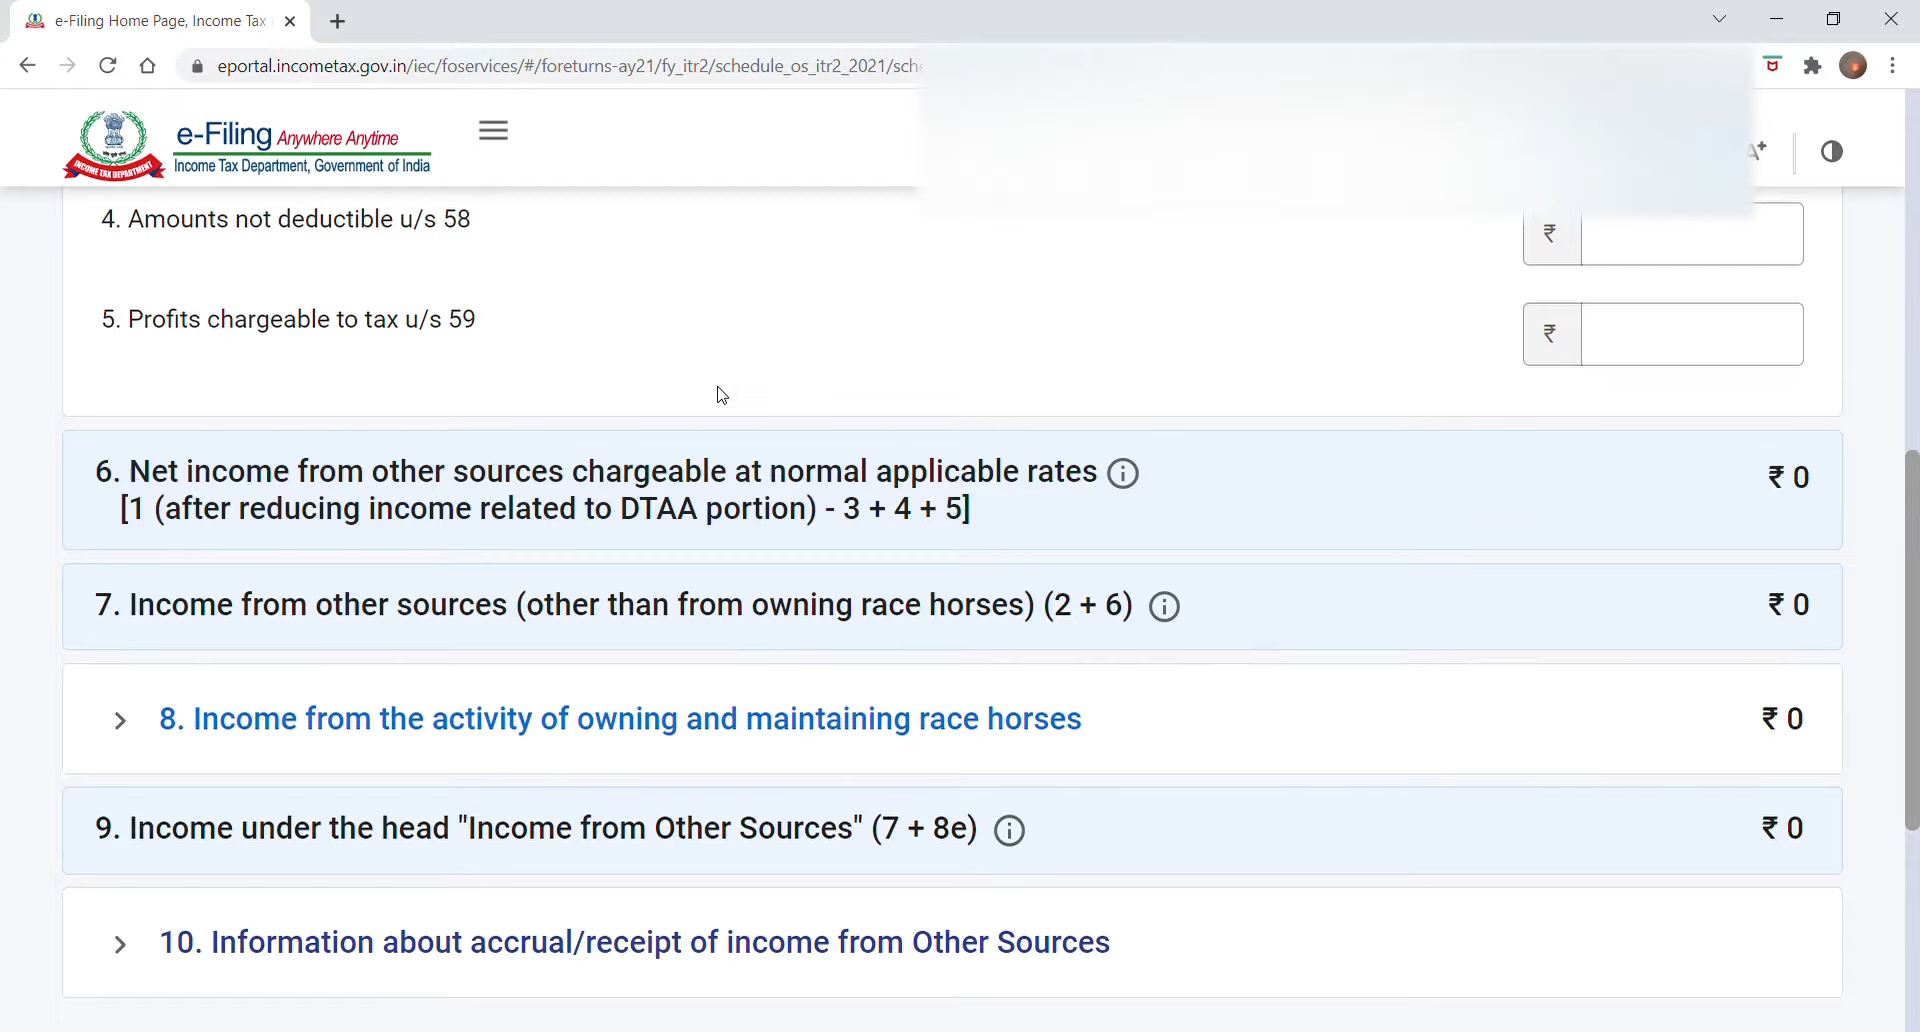 e-Filing Home Page, Income Tax
eportal.incometax.gov.in/iec/foservices/#/foreturns-ay21/fy_itr2/schedule_os_itr2_2021/sch
e-Filing Anywhere Anytime
Income Tax Department, Government of India
INCOME TAX DEPARTMENT
A+
4. Amounts not deductible u/s 58
₹
5. Profits chargeable to tax u/s 59
₹
6. Net income from other sources chargeable at normal applicable rates
[1 (after reducing income related to DTAA portion) - 3 + 4 + 5]
₹ 0
7. Income from other sources (other than from owning race horses) (2 + 6)
₹ 0
8. Income from the activity of owning and maintaining race horses
₹ 0
9. Income under the head "Income from Other Sources" (7 + 8e)
₹ 0
10. Information about accrual/receipt of income from Other Sources